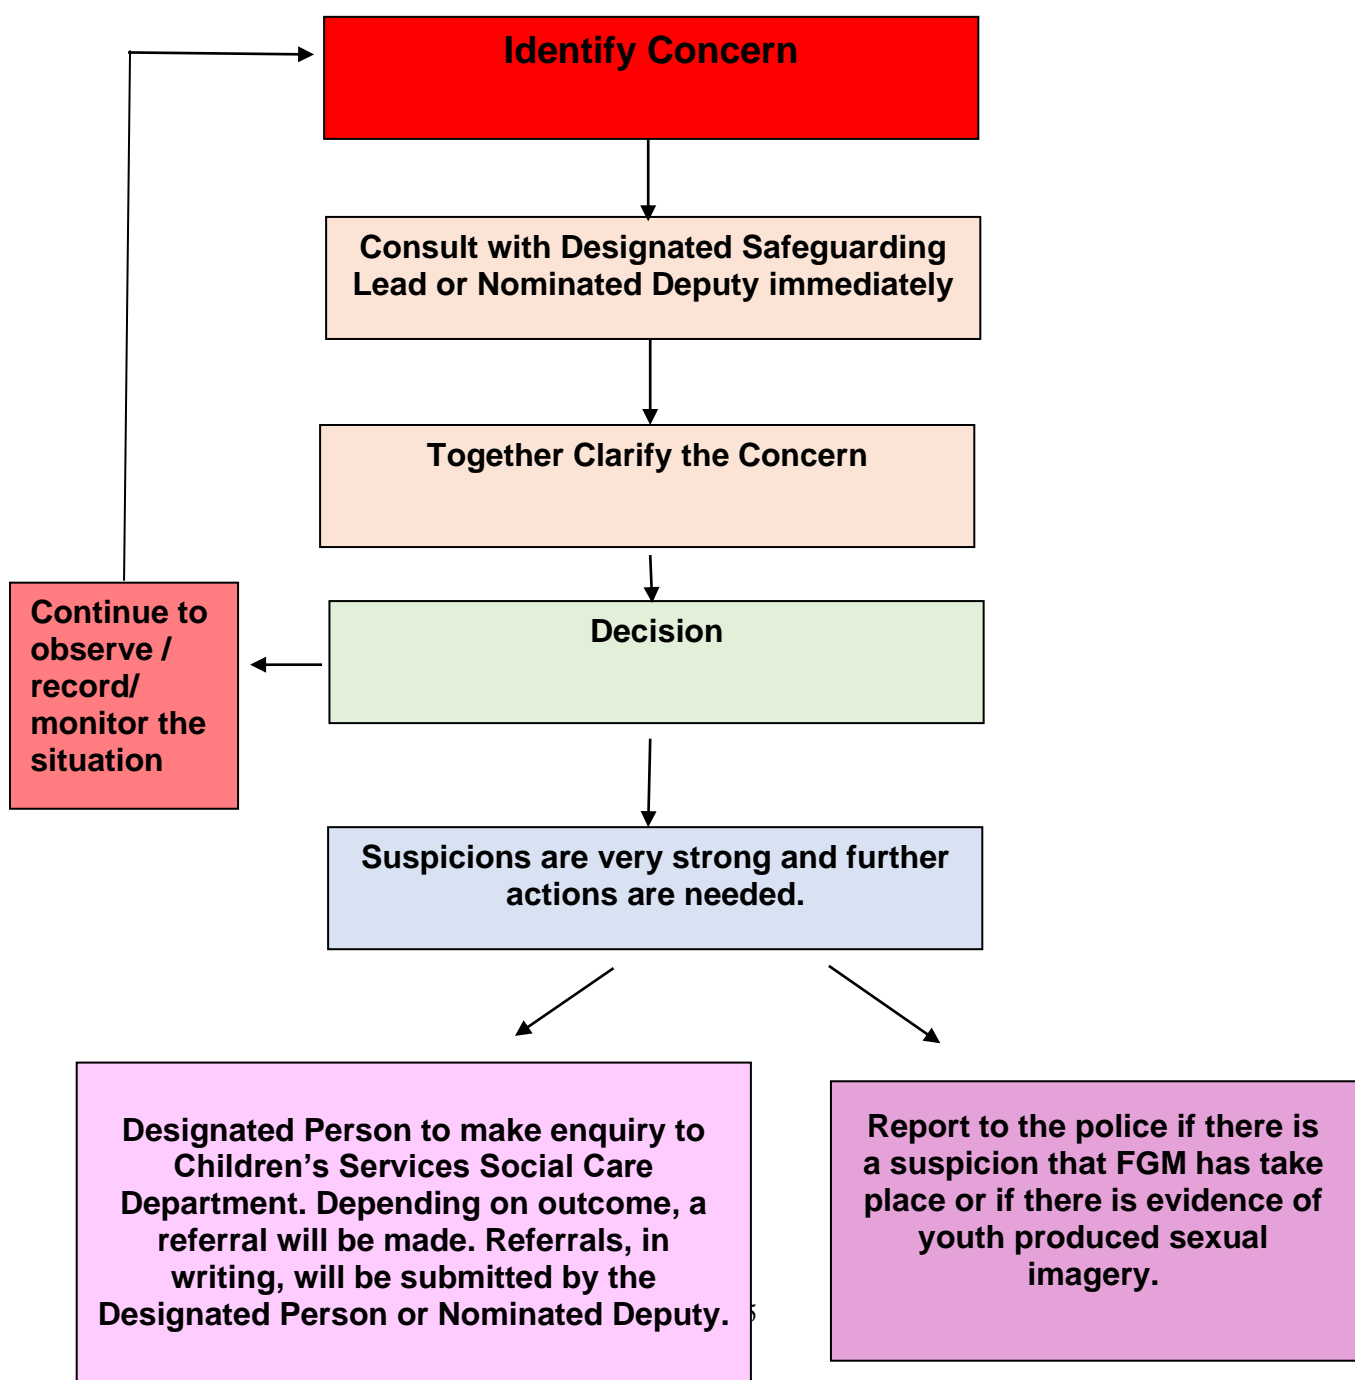 Identify Concern
Consult with Designated Safeguarding
Lead or Nominated Deputy immediately
Together Clarify the Concern
Continue to
observe /
record/
monitor the
situation
Decision
Suspicions are very strong and further
actions are needed.
Designated Person to make enquiry to
Children’s Services Social Care
Department. Depending on outcome, a
referral will be made. Referrals, in
writing, will be submitted by the
Designated Person or Nominated Deputy.
Report to the police if there is
a suspicion that FGM has take
place or if there is evidence of
youth produced sexual
imagery.